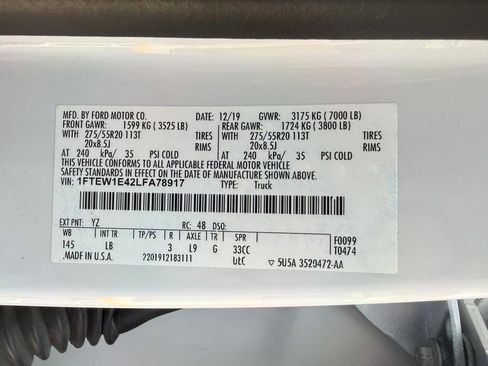 MFD. BY FORD MOTOR CO. DATE: 12/19 GVWR: 3175 KG ( 7000 LB)
FRONT GAWR: 1599 KG ( 3525 LB) REAR GAWR: 1724 KG ( 3800 LB)
WITH 275/55R20 113T TIRES WITH 275/55R20 113T TIRES
20x8.5J RIMS 20x8.5J RIMS
AT 240 kPa/ 35 PSI COLD AT 240 kPa/ 35 PSI COLD
THIS VEHICLE CONFORMS TO ALL APPLICABLE FEDERAL MOTOR VEHICLE
SAFETY STANDARDS IN EFFECT ON THE DATE OF MANUFACTURE SHOWN ABOVE.
VIN: 1FTEW1E42LFA78917 TYPE: Truck
EXT PNT: YZ RC: 48 DSO: F0099
WB INT TR TP/PS R AXLE TR SPR T0474
145 LB 3 L9 G 33CC
MADE IN U.S.A. 2201912183111 UTC ▽ 5U5A 3520472-AA